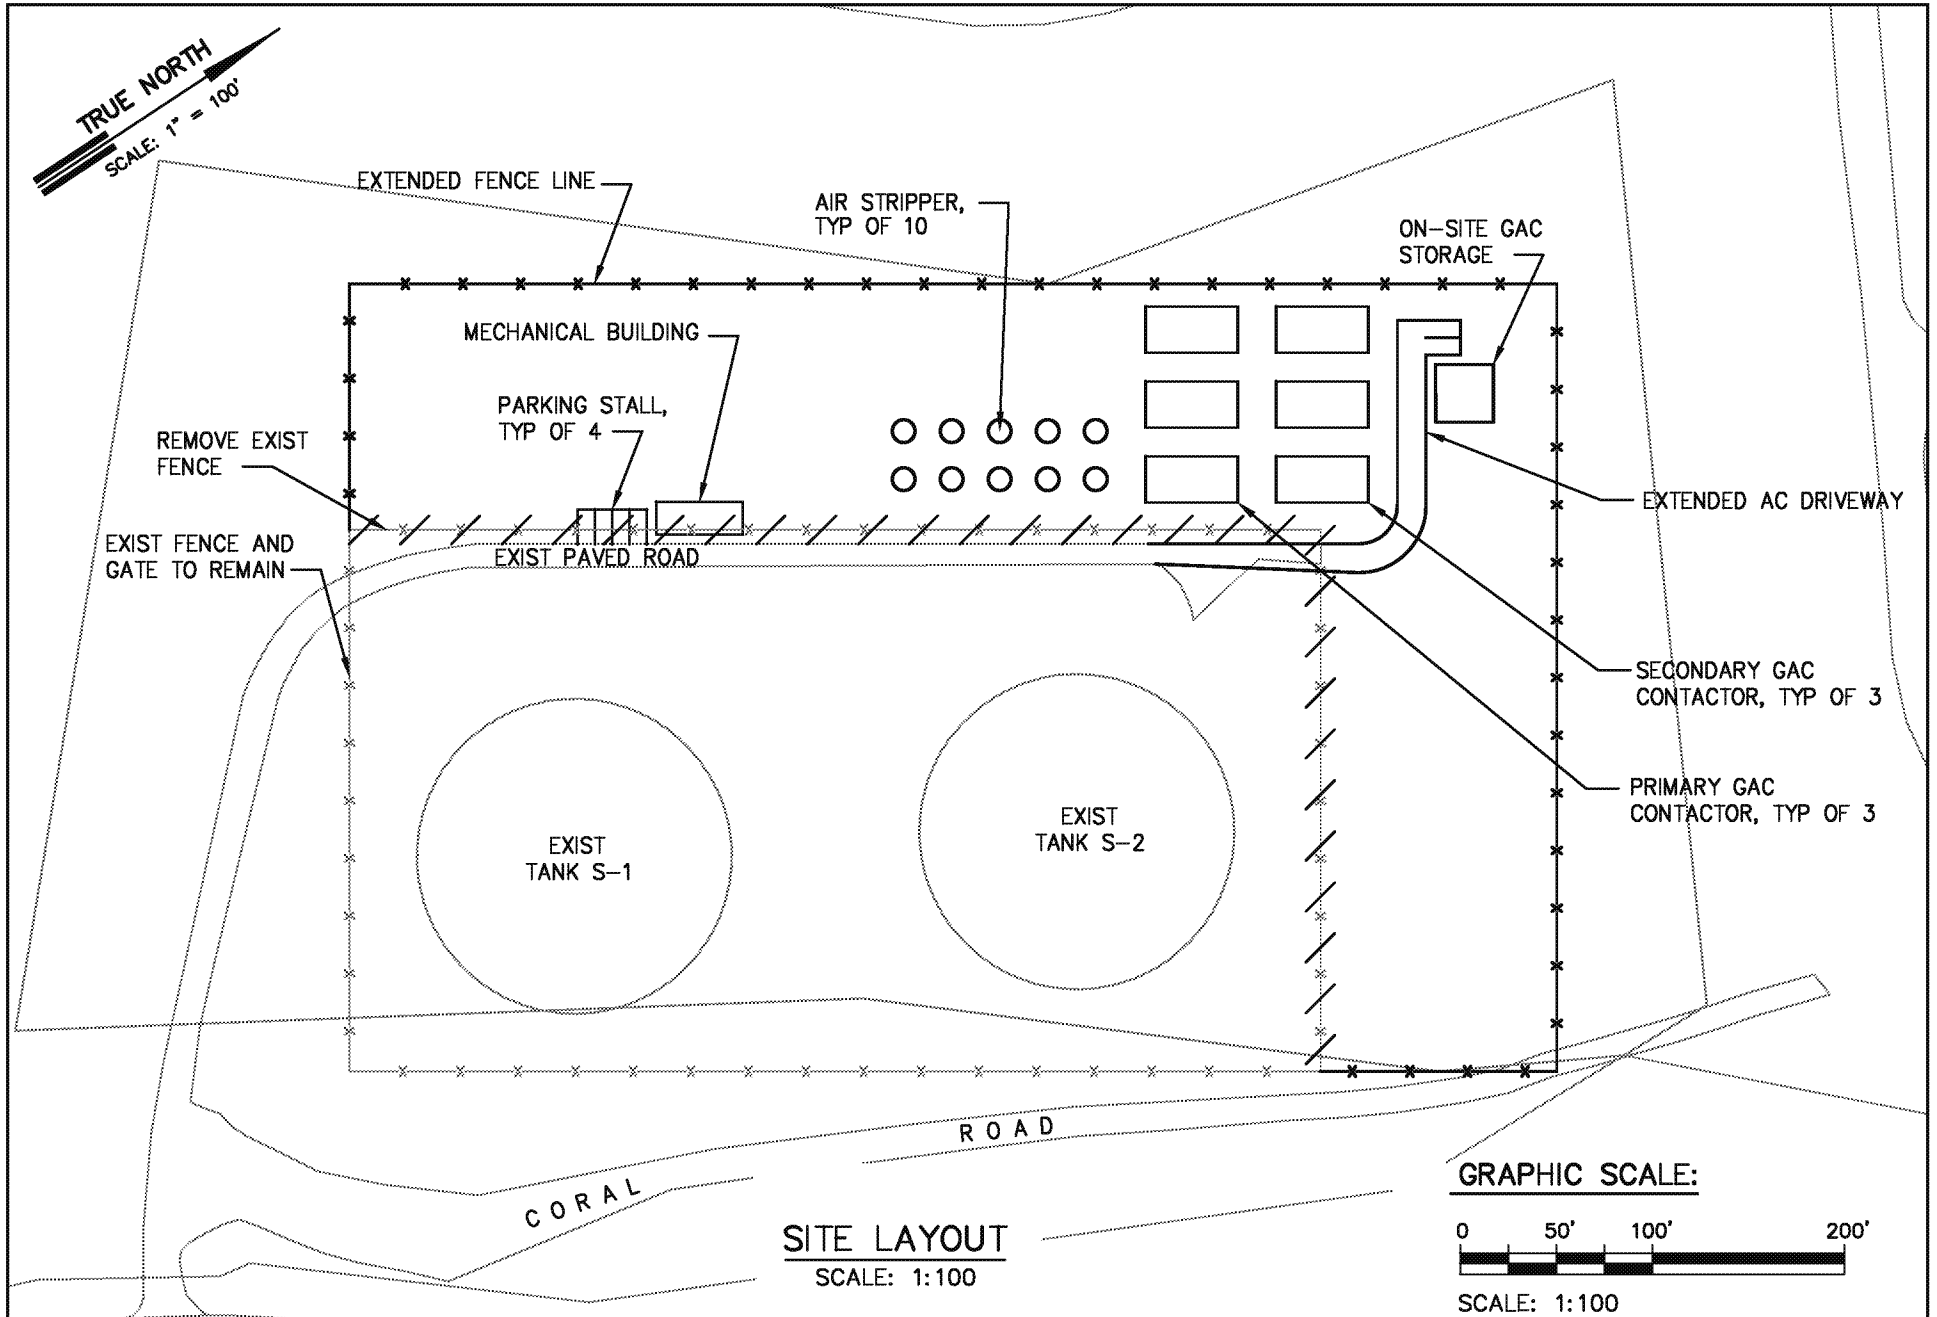 TRUE NORTH
SCALE: 1" = 100'
EXTENDED FENCE LINE
AIR STRIPPER,
TYP OF 10
ON-SITE GAC
STORAGE
MECHANICAL BUILDING
PARKING STALL,
TYP OF 4
REMOVE EXIST
FENCE
EXTENDED AC DRIVEWAY
EXIST FENCE AND
GATE TO REMAIN
EXIST PAVED ROAD
SECONDARY GAC
CONTACTOR, TYP OF 3
PRIMARY GAC
CONTACTOR, TYP OF 3
EXIST
TANK S-1
EXIST
TANK S-2
CORAL ROAD
SITE LAYOUT
SCALE: 1:100
GRAPHIC SCALE:
0 50' 100' 200'
SCALE: 1:100